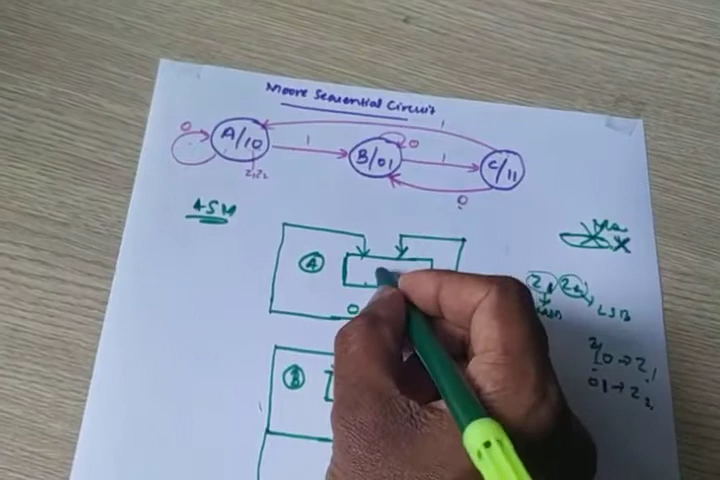 Moore Sequential Circuit
1
0 A/10 1 B/01 0 1 C/11
Z1Z2
0
ASM
A
Z1 Z2
LSB
0
10 → Z1
B
01 → Z2